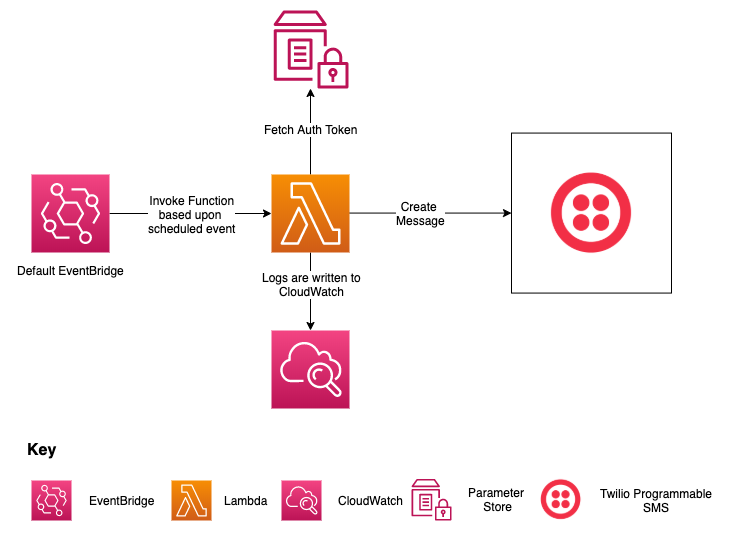 Fetch Auth Token
Invoke Function
based upon
scheduled event
Create
Message
Default EventBridge
Logs are written to
CloudWatch
Key
EventBridge
Lambda
CloudWatch
Parameter
Store
Twilio Programmable
SMS